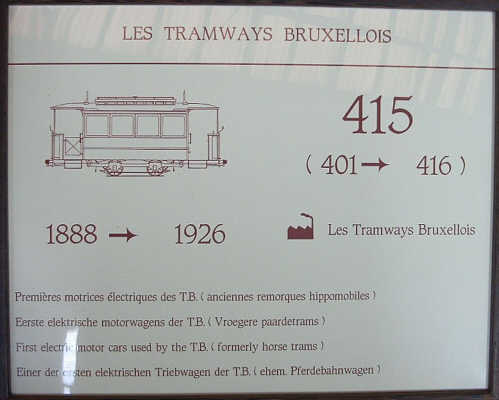 LES TRAMWAYS BRUXELLOIS
415
( 401 → 416 )
1888 → 1926
Les Tramways Bruxellois
Premières motrices électriques des T.B. ( anciennes remorques hippomobiles )
Eerste elektrische motorwagens der T.B. ( Vroegere paardetrams )
First electric motor cars used by the T.B. ( formerly horse trams )
Einer der ersten elektrischen Triebwagen der T.B. ( ehem. Pferdebahnwagen )